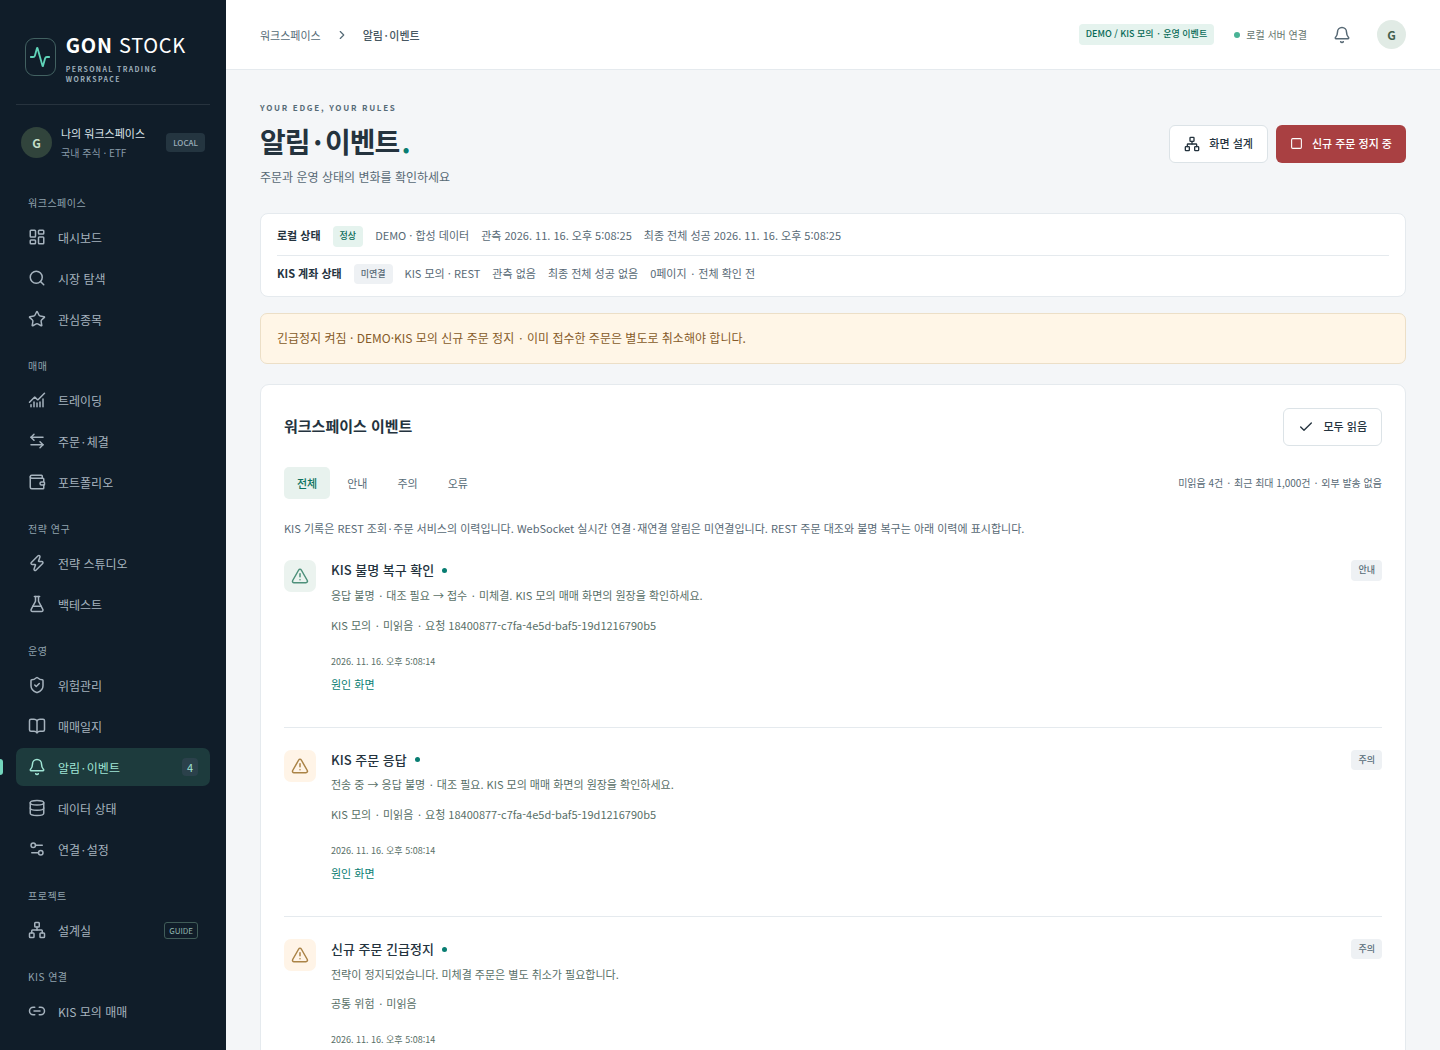 GON STOCK
PERSONAL TRADING
WORKSPACE
G
나의 워크스페이스
국내 주식 · ETF
LOCAL
워크스페이스
대시보드
시장 탐색
관심종목
매매
트레이딩
주문·체결
포트폴리오
전략 연구
전략 스튜디오
백테스트
운영
위험관리
매매일지
알림·이벤트 4
데이터 상태
연결·설정
프로젝트
설계실 GUIDE
KIS 연결
KIS 모의 매매
워크스페이스 알림·이벤트
DEMO / KIS 모의 · 운영 이벤트
로컬 서버 연결
G
YOUR EDGE, YOUR RULES
알림·이벤트.
주문과 운영 상태의 변화를 확인하세요
화면 설계
신규 주문 정지 중
로컬 상태 정상 DEMO · 합성 데이터 관측 2026. 11. 16. 오후 5:08:25 최종 전체 성공 2026. 11. 16. 오후 5:08:25
KIS 계좌 상태 미연결 KIS 모의 · REST 관측 없음 최종 전체 성공 없음 0페이지 · 전체 확인 전
긴급정지 켜짐 · DEMO·KIS 모의 신규 주문 정지 · 이미 접수한 주문은 별도로 취소해야 합니다.
워크스페이스 이벤트
모두 읽음
전체 안내 주의 오류
미읽음 4건 · 최근 최대 1,000건 · 외부 발송 없음
KIS 기록은 REST 조회·주문 서비스의 이력입니다. WebSocket 실시간 연결·재연결 알림은 미연결입니다. REST 주문 대조와 불명 복구는 아래 이력에 표시합니다.
KIS 불명 복구 확인
안내
응답 불명 · 대조 필요 → 접수 · 미체결. KIS 모의 매매 화면의 원장을 확인하세요.
KIS 모의 · 미읽음 · 요청 18400877-c7fa-4e5d-baf5-19d1216790b5
2026. 11. 16. 오후 5:08:14
원인 화면
KIS 주문 응답
주의
전송 중 → 응답 불명 · 대조 필요. KIS 모의 매매 화면의 원장을 확인하세요.
KIS 모의 · 미읽음 · 요청 18400877-c7fa-4e5d-baf5-19d1216790b5
2026. 11. 16. 오후 5:08:14
원인 화면
신규 주문 긴급정지
주의
전략이 정지되었습니다. 미체결 주문은 별도 취소가 필요합니다.
공통 위험 · 미읽음
2026. 11. 16. 오후 5:08:14